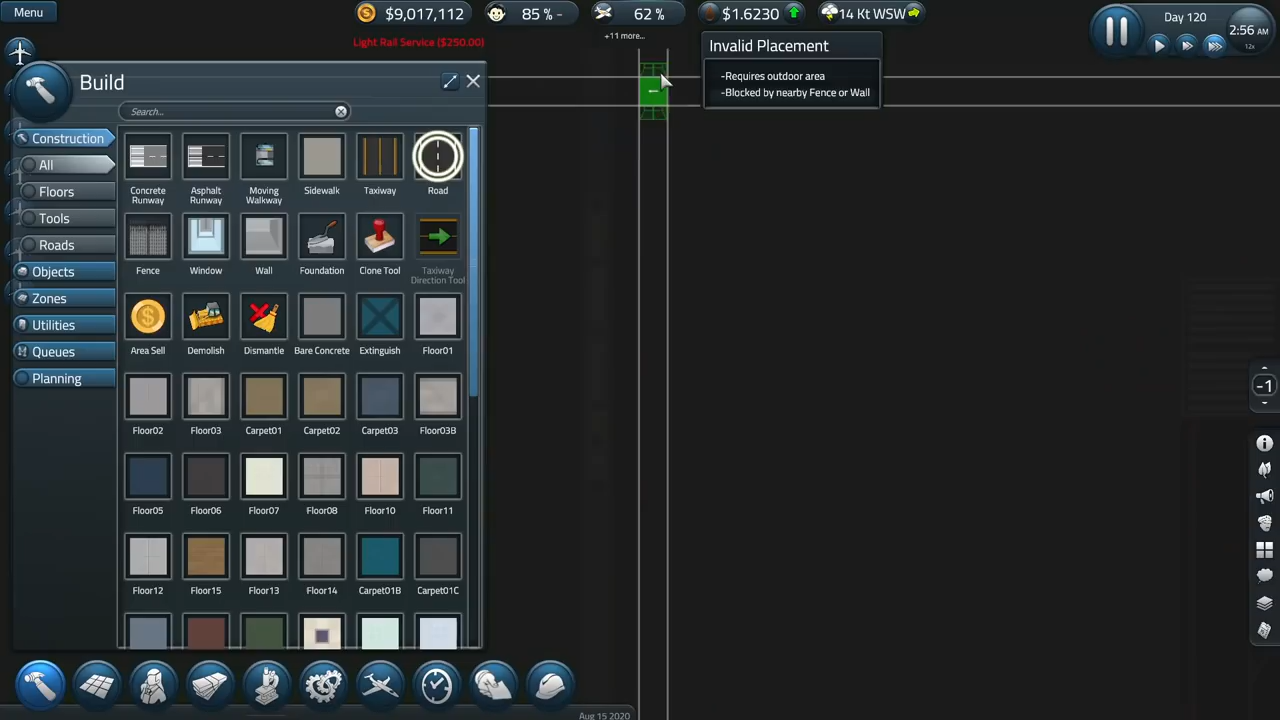 Menu
$9,017,112
85 % -
62 %
$1.6230
14 Kt WSW
Day 120
2:56 AM
12x
+11 more...
Light Rail Service ($250.00)
Invalid Placement
-Requires outdoor area
-Blocked by nearby Fence or Wall
Build
Search...
Construction
All
Floors
Tools
Roads
Objects
Zones
Utilities
Queues
Planning
Concrete Runway
Asphalt Runway
Moving Walkway
Sidewalk
Taxiway
Road
Fence
Window
Wall
Foundation
Clone Tool
Taxiway Direction Tool
Area Sell
Demolish
Dismantle
Bare Concrete
Extinguish
Floor01
Floor02
Floor03
Carpet01
Carpet02
Carpet03
Floor03B
Floor05
Floor06
Floor07
Floor08
Floor10
Floor11
Floor12
Floor15
Floor13
Floor14
Carpet01B
Carpet01C
-1
Aug 15 2020